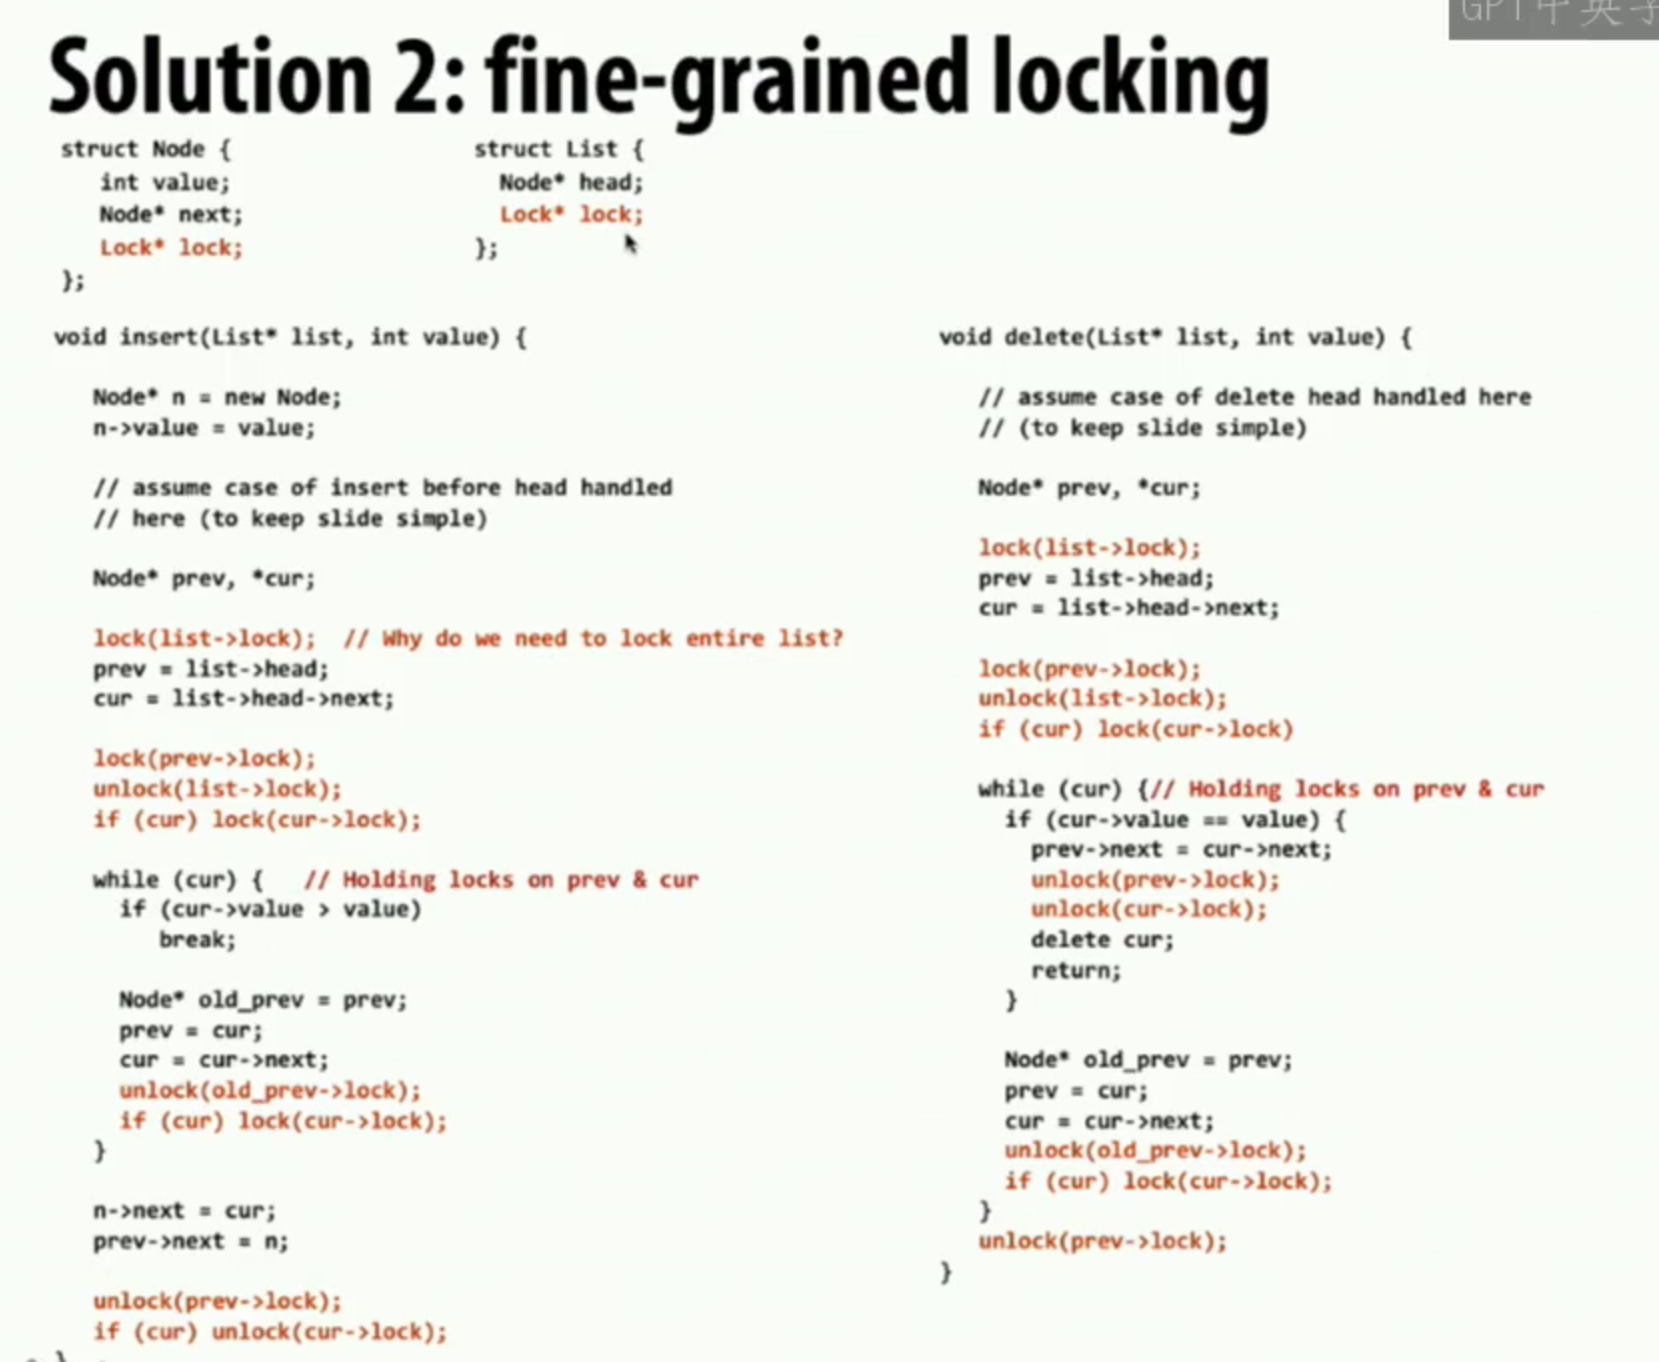 Solution 2: fine-grained locking
struct Node {
int value;
Node* next;
Lock* lock;
};
struct List {
Node* head;
Lock* lock;
};
void insert(List* list, int value) {
Node* n = new Node;
n->value = value;
// assume case of insert before head handled
// here (to keep slide simple)
Node* prev, *cur;
lock(list->lock);  // Why do we need to lock entire list?
prev = list->head;
cur = list->head->next;
lock(prev->lock);
unlock(list->lock);
if (cur) lock(cur->lock);
while (cur) {   // Holding locks on prev & cur
if (cur->value > value)
break;
Node* old_prev = prev;
prev = cur;
cur = cur->next;
unlock(old_prev->lock);
if (cur) lock(cur->lock);
}
n->next = cur;
prev->next = n;
unlock(prev->lock);
if (cur) unlock(cur->lock);
void delete(List* list, int value) {
// assume case of delete head handled here
// (to keep slide simple)
Node* prev, *cur;
lock(list->lock);
prev = list->head;
cur = list->head->next;
lock(prev->lock);
unlock(list->lock);
if (cur) lock(cur->lock)
while (cur) {// Holding locks on prev & cur
if (cur->value == value) {
prev->next = cur->next;
unlock(prev->lock);
unlock(cur->lock);
delete cur;
return;
}
Node* old_prev = prev;
prev = cur;
cur = cur->next;
unlock(old_prev->lock);
if (cur) lock(cur->lock);
}
unlock(prev->lock);
}